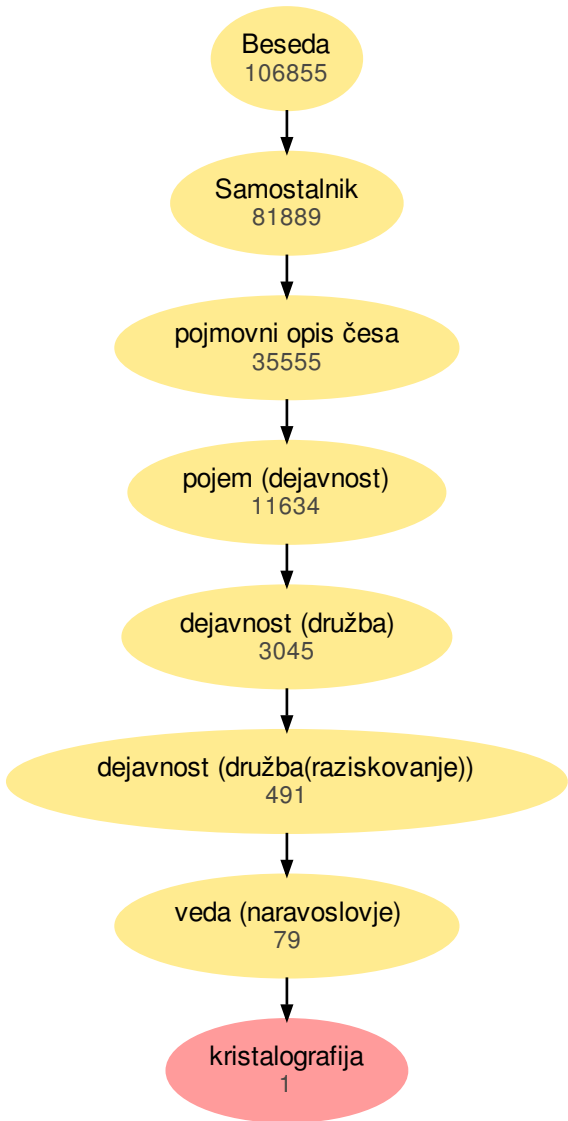 Beseda
106855
Samostalnik
81889
pojmovni opis česa
35555
pojem (dejavnost)
11634
dejavnost (družba)
3045
dejavnost (družba(raziskovanje))
491
veda (naravoslovje)
79
kristalografija
1